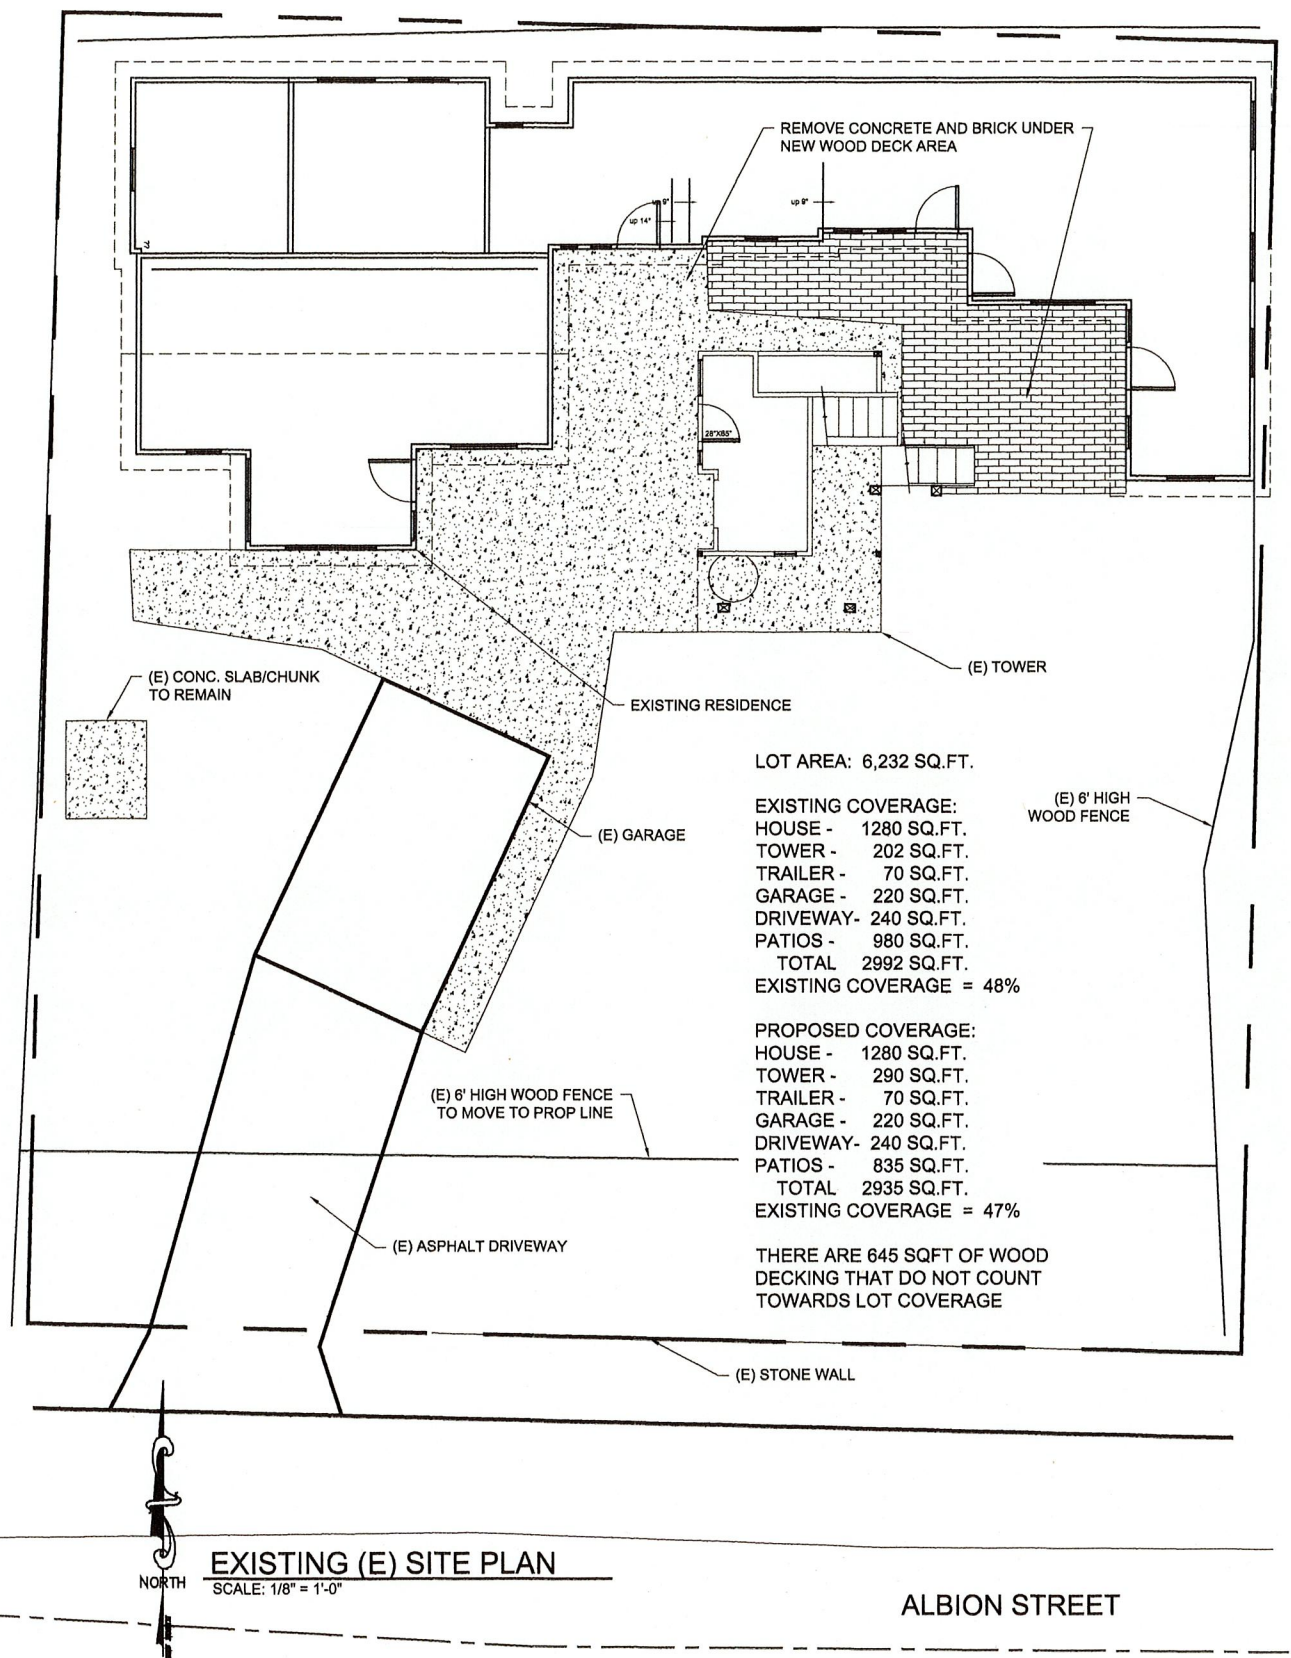 REMOVE CONCRETE AND BRICK UNDER
NEW WOOD DECK AREA
up 9"
up 14"
up 9"
28"X65"
(E) TOWER
(E) CONC. SLAB/CHUNK
TO REMAIN
EXISTING RESIDENCE
LOT AREA: 6,232 SQ.FT.
(E) 6' HIGH
WOOD FENCE
(E) GARAGE
EXISTING COVERAGE:
HOUSE - 1280 SQ.FT.
TOWER - 202 SQ.FT.
TRAILER - 70 SQ.FT.
GARAGE - 220 SQ.FT.
DRIVEWAY- 240 SQ.FT.
PATIOS - 980 SQ.FT.
TOTAL 2992 SQ.FT.
EXISTING COVERAGE = 48%
PROPOSED COVERAGE:
HOUSE - 1280 SQ.FT.
TOWER - 290 SQ.FT.
TRAILER - 70 SQ.FT.
GARAGE - 220 SQ.FT.
DRIVEWAY- 240 SQ.FT.
PATIOS - 835 SQ.FT.
TOTAL 2935 SQ.FT.
EXISTING COVERAGE = 47%
(E) 6' HIGH WOOD FENCE
TO MOVE TO PROP LINE
(E) ASPHALT DRIVEWAY
THERE ARE 645 SQFT OF WOOD
DECKING THAT DO NOT COUNT
TOWARDS LOT COVERAGE
(E) STONE WALL
NORTH
EXISTING (E) SITE PLAN
SCALE: 1/8" = 1'-0"
ALBION STREET